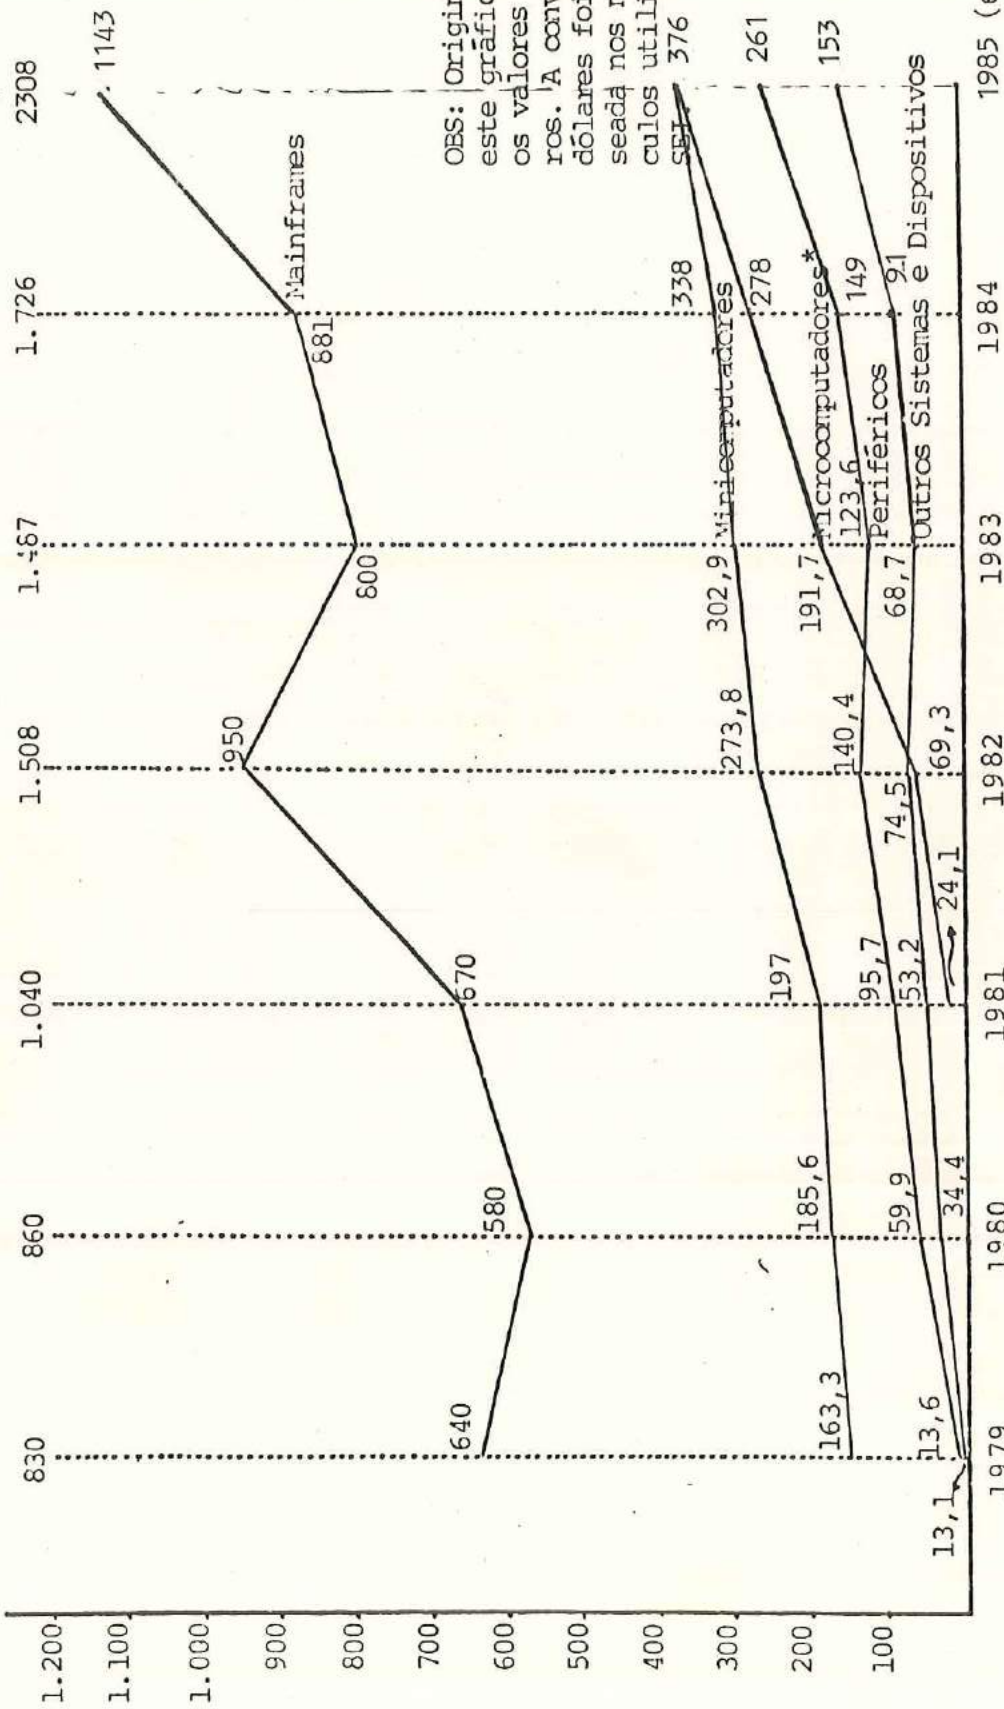 830 860 1.040 1.508 1.487 1.726 2308
1.200
1.100
1.000
900
800
700
600
500
400
300
200
100
1143
Mainframes
881
950
800
670
640
580
OBS: Origin
este gráfic
os valores
ros. A conv
dólares foi
seada nos
culos utili
SEI.
376
338
Minicomputadores
302,9
273,8
197
185,6
163,3
261
278
Microcomputadores*
191,7
153
149
123,6
140,4
Periféricos
95,7
59,9
13,6
91
68,7
74,5
53,2
34,4
13,1
Outros Sistemas e Dispositivos
69,3
24,1
1979 1980 1981 1982 1983 1984 1985 (e